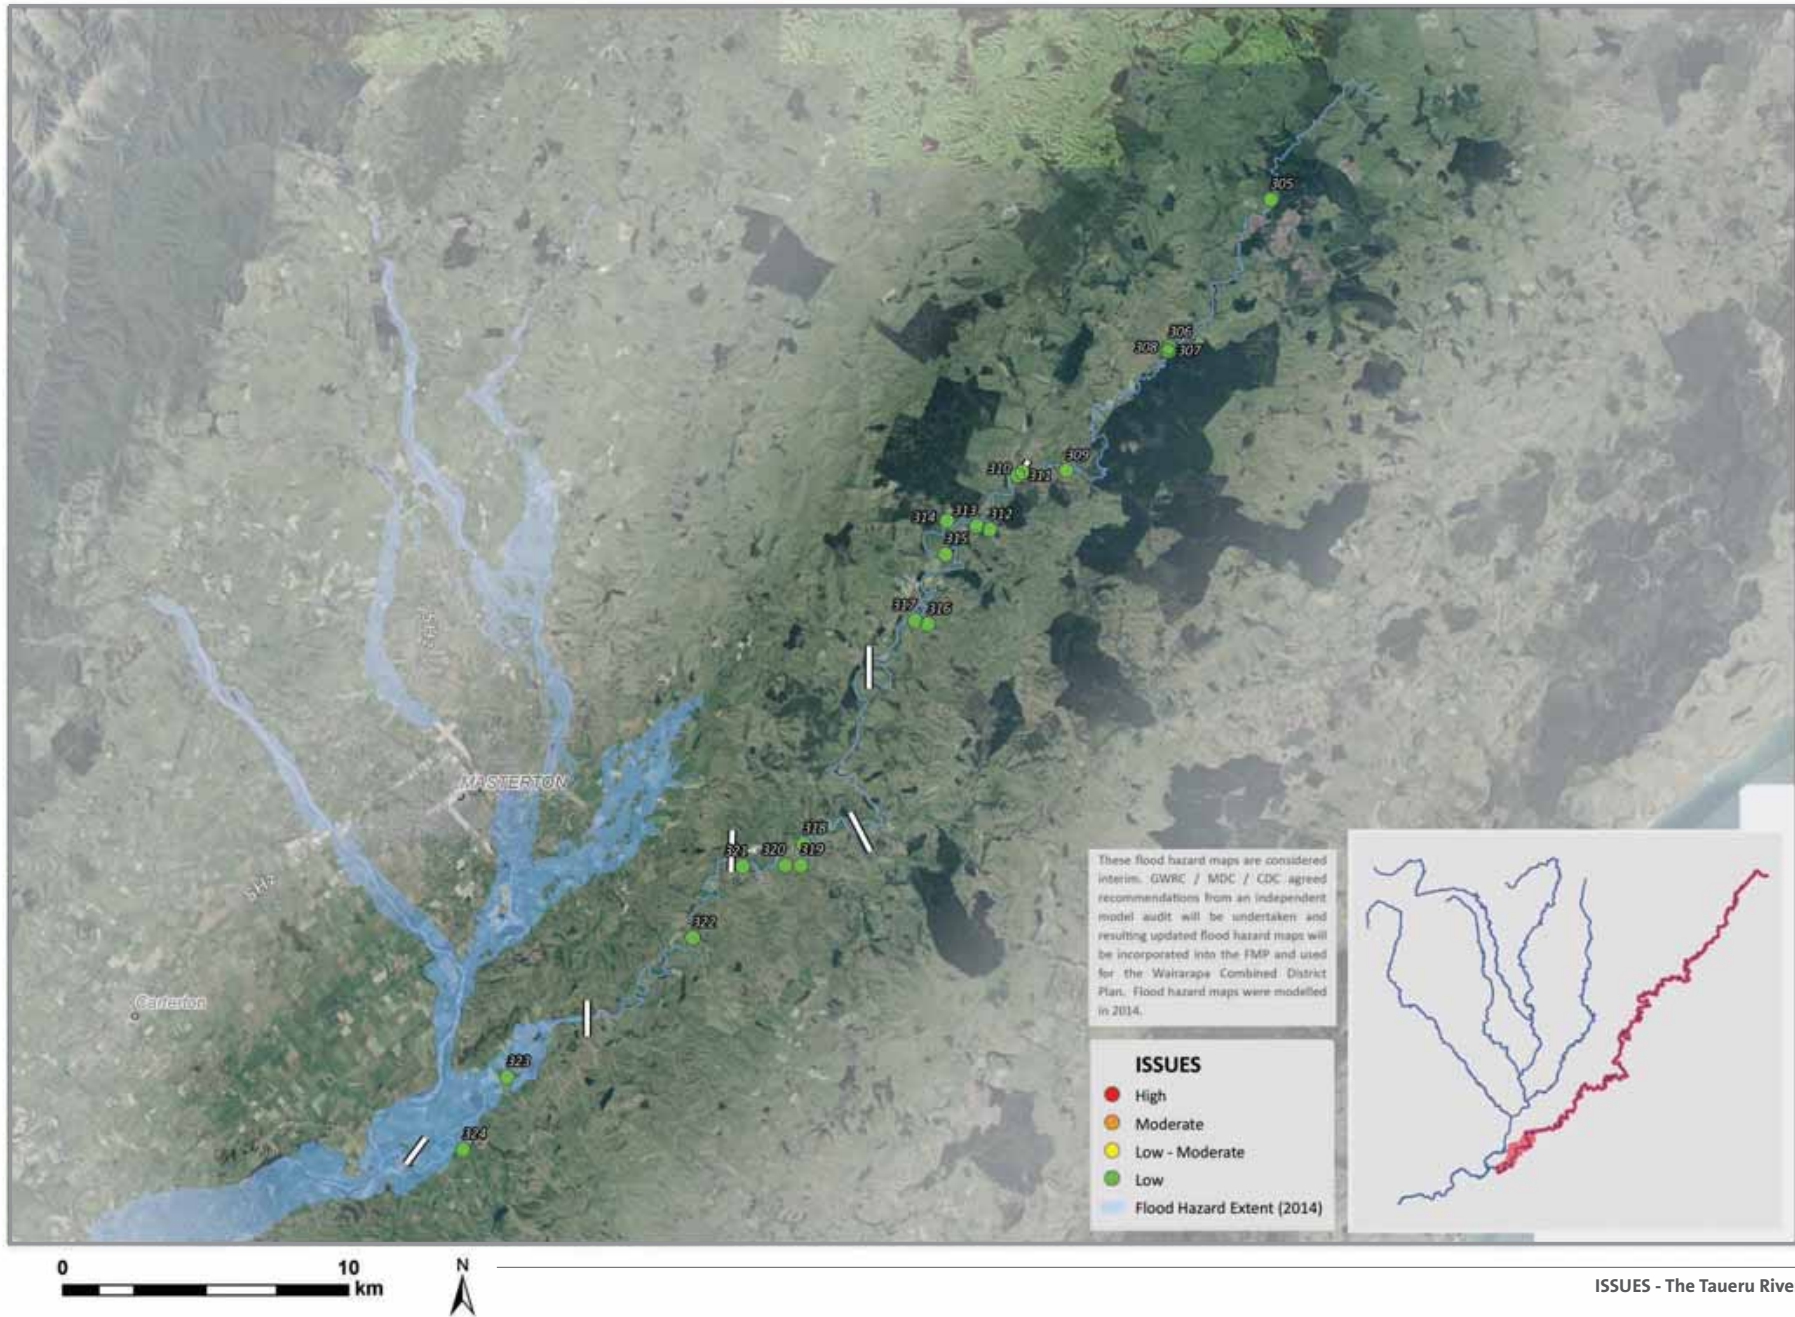 305
306
308
307
309
310
311
314
313
312
315
317
316
SH2
MASTERTON
318
321
320
319
322
SH2
Carterton
323
324
These flood hazard maps are considered
interim. GWRC / MDC / CDC agreed
recommendations from an independent
model audit will be undertaken and
resulting updated flood hazard maps will
be incorporated into the FMP and used
for the Wairarapa Combined District
Plan. Flood hazard maps were modelled
in 2014.
ISSUES
High
Moderate
Low - Moderate
Low
Flood Hazard Extent (2014)
0 10
km
N
ISSUES - The Taueru Rive